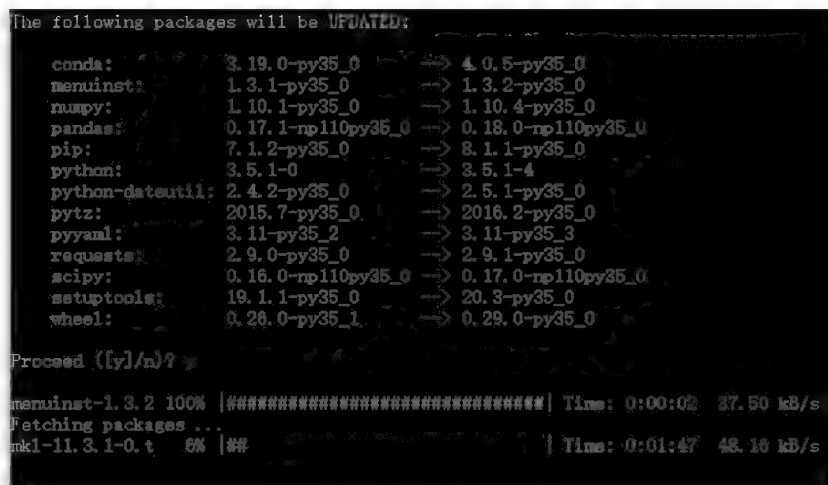 The following packages will be UPDATED:
conda: 3.19.0-py35_0 --> 4.0.5-py35_0
menuinst: 1.3.1-py35_0 --> 1.3.2-py35_0
numpy: 1.10.1-py35_0 --> 1.10.4-py35_0
pandas: 0.17.1-np110py35_0 --> 0.18.0-np110py35_0
pip: 7.1.2-py35_0 --> 8.1.1-py35_0
python: 3.5.1-0 --> 3.5.1-4
python-dateutil: 2.4.2-py35_0 --> 2.5.1-py35_0
pytz: 2015.7-py35_0 --> 2016.2-py35_0
pyyaml: 3.11-py35_2 --> 3.11-py35_3
requests: 2.9.0-py35_0 --> 2.9.1-py35_0
scipy: 0.16.0-np110py35_0 --> 0.17.0-np110py35_0
setuptools: 19.1.1-py35_0 --> 20.3-py35_0
wheel: 0.26.0-py35_1 --> 0.29.0-py35_0
Proceed ([y]/n)? y
menuinst-1.3.2 100% |################################| Time: 0:00:02 37.50 kB/s
Fetching packages ...
mkl-11.3.1-0.t 6% |## | Time: 0:01:47 48.16 kB/s